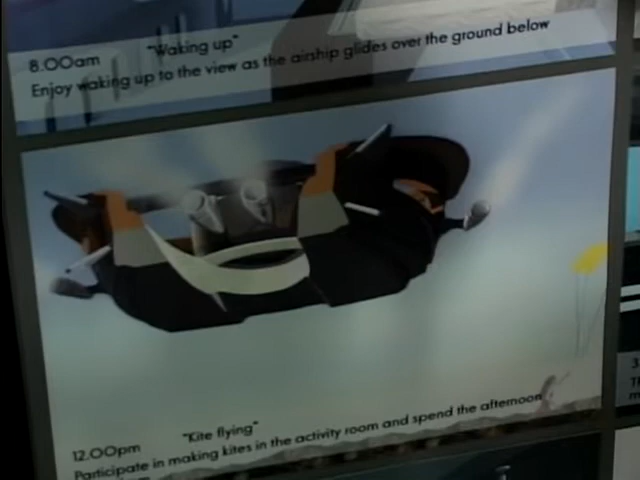 8.00am "Waking up"
Enjoy waking up to the view as the airship glides over the ground below
12.00pm "Kite flying"
Participate in making kites in the activity room and spend the afternoon
3